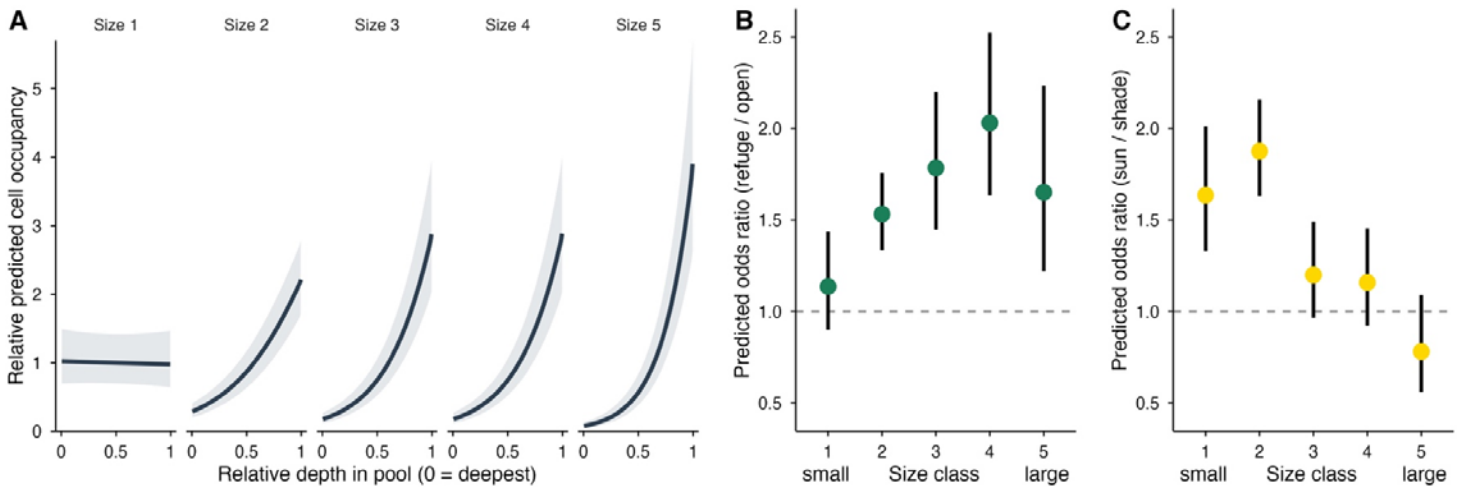 A
Size 1
Size 2
Size 3
Size 4
Size 5
Relative predicted cell occupancy
5
4
3
2
1
0
0 0.5 1
0 0.5 1
0 0.5 1
0 0.5 1
0 0.5 1
Relative depth in pool (0 = deepest)
B
Predicted odds ratio (refuge / open)
2.5
2.0
1.5
1.0
0.5
1 2 3 4 5
small Size class large
C
Predicted odds ratio (sun / shade)
2.5
2.0
1.5
1.0
0.5
1 2 3 4 5
small Size class large